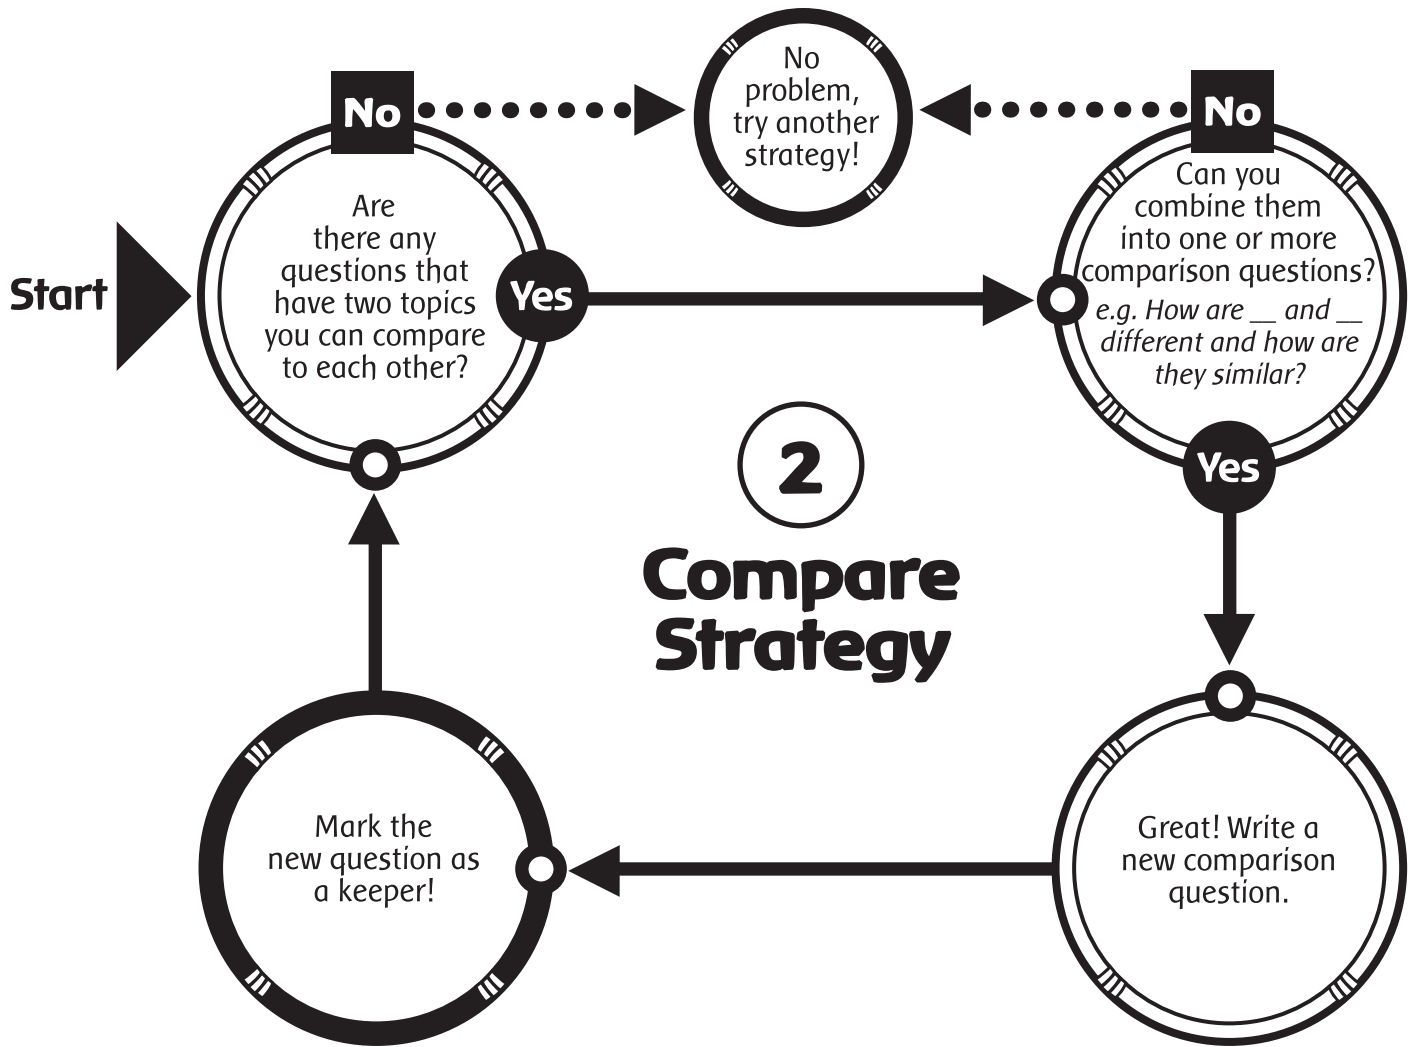 Start
No
Are
there any
questions that
have two topics
you can compare
to each other?
Yes
No
problem,
try another
strategy!
No
Can you
combine them
into one or more
comparison questions?
e.g. How are __ and __
different and how are
they similar?
Yes
2
Compare
Strategy
Great! Write a
new comparison
question.
Mark the
new question as
a keeper!